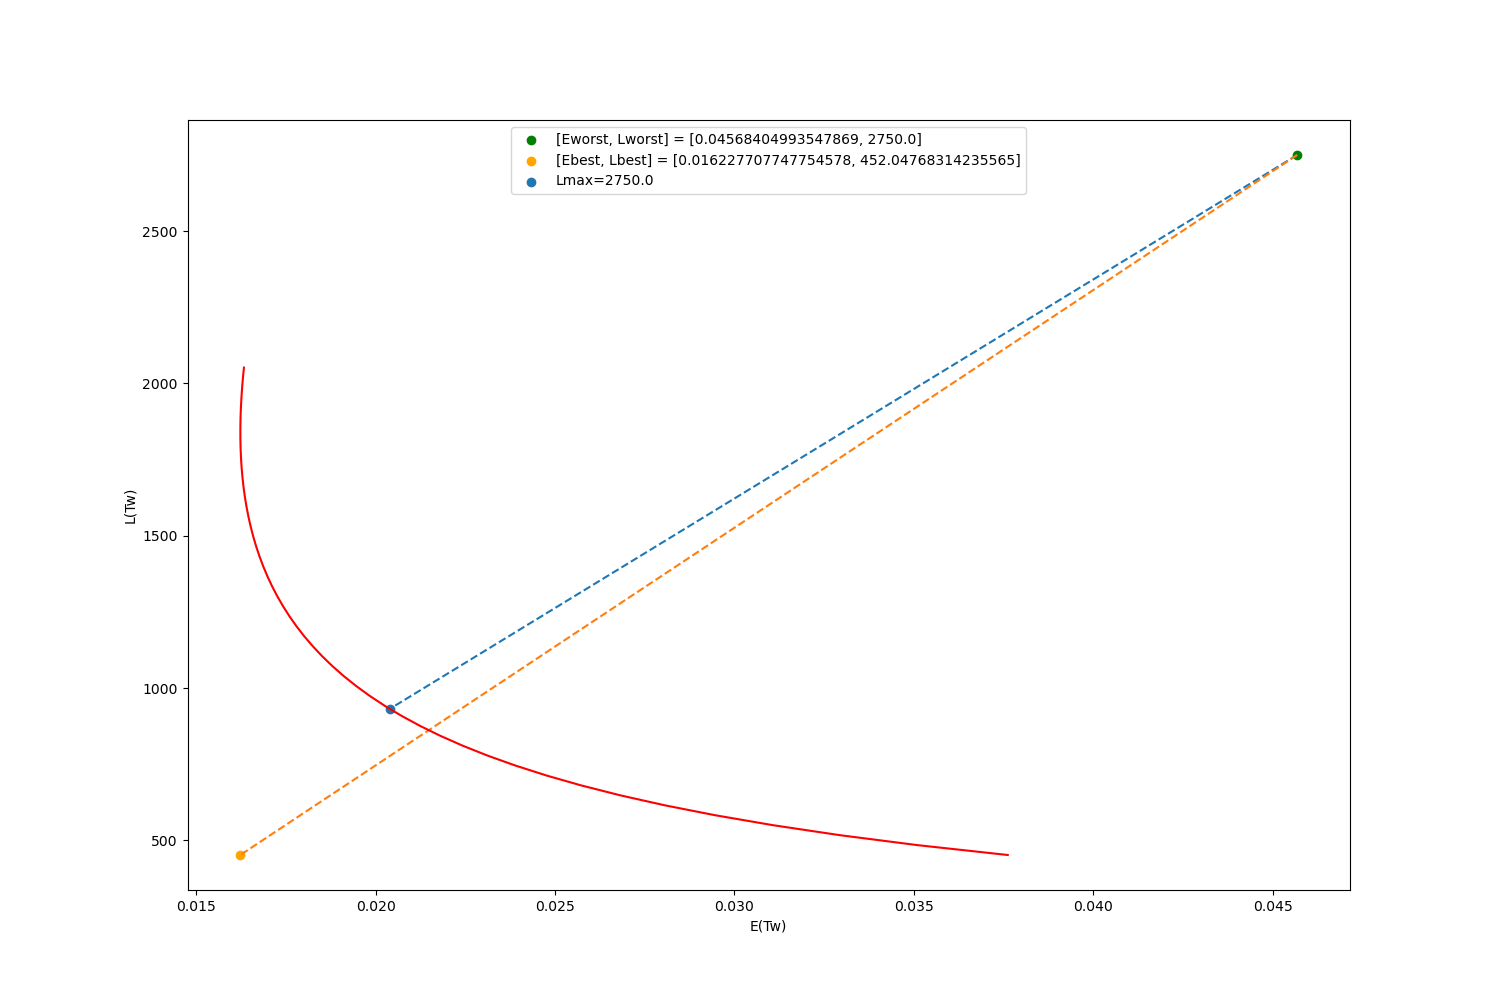 [Eworst, Lworst] = [0.04568404993547869, 2750.0]
[Ebest, Lbest] = [0.016227707747754578, 452.04768314235565]
Lmax=2750.0
2500
2000
1500
1000
500
L(Tw)
0.015 0.020 0.025 0.030 0.035 0.040 0.045
E(Tw)